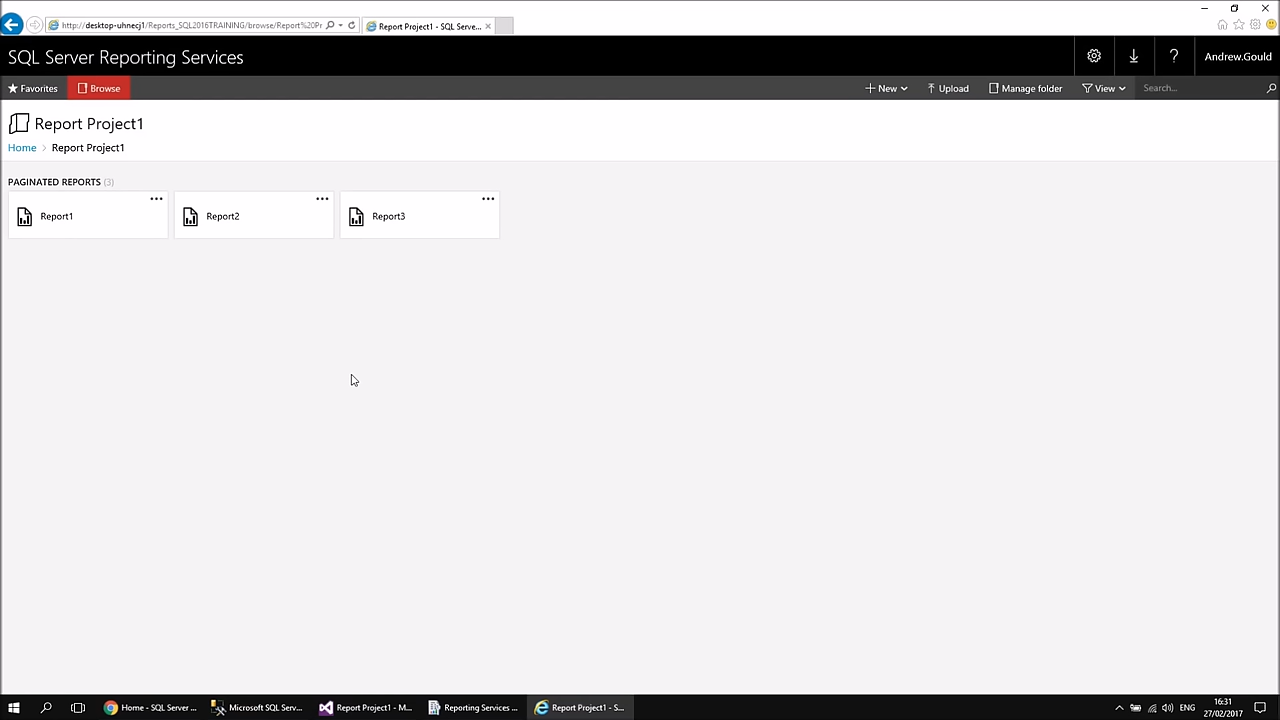 http://desktop-uhnecj1/Reports_SQL2016TRAINING/browse/Report%20Pr
Report Project1 - SQL Serve...
SQL Server Reporting Services
Andrew.Gould
Favorites
Browse
New
Upload
Manage folder
View
Search...
Report Project1
Home > Report Project1
PAGINATED REPORTS (3)
Report1
Report2
Report3
Home - SQL Server ...
Microsoft SQL Serv...
Report Project1 - M...
Reporting Services ...
Report Project1 - S...
ENG
16:31
27/02/2017